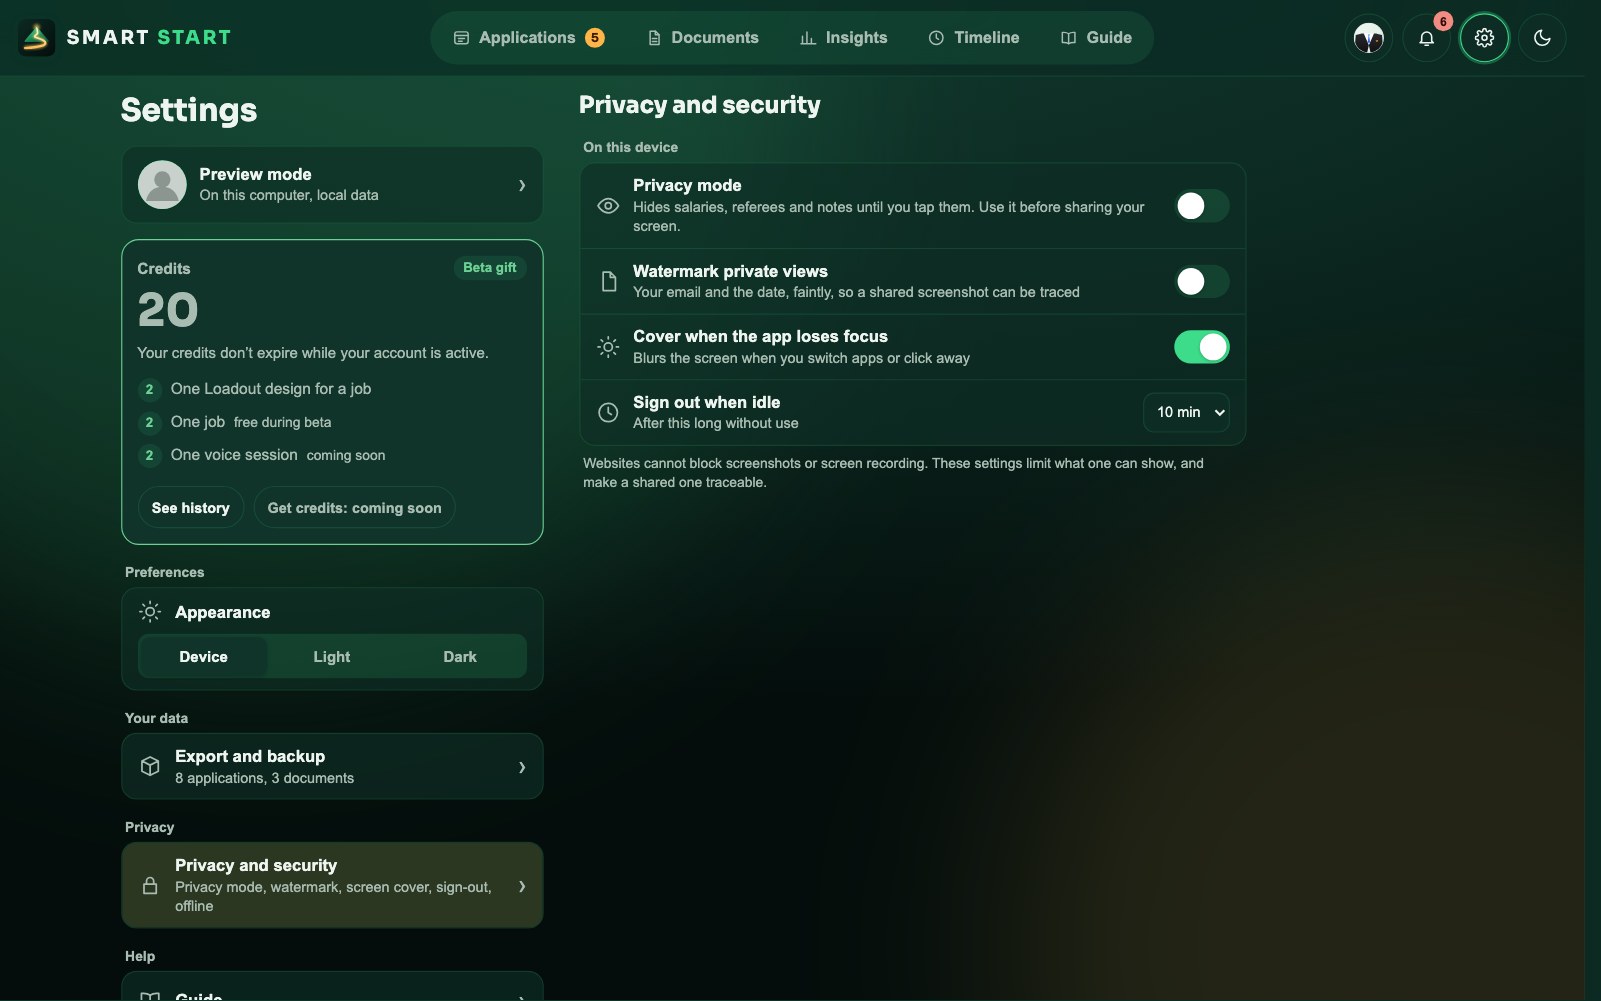 SMART START
Applications 5
Documents
Insights
Timeline
Guide
6
Settings
Preview mode
On this computer, local data
Credits
Beta gift
20
Your credits don't expire while your account is active.
2 One Loadout design for a job
2 One job free during beta
2 One voice session coming soon
See history
Get credits: coming soon
Preferences
Appearance
Device
Light
Dark
Your data
Export and backup
8 applications, 3 documents
Privacy
Privacy and security
Privacy mode, watermark, screen cover, sign-out,
offline
Help
Guide
Privacy and security
On this device
Privacy mode
Hides salaries, referees and notes until you tap them. Use it before sharing your
screen.
Watermark private views
Your email and the date, faintly, so a shared screenshot can be traced
Cover when the app loses focus
Blurs the screen when you switch apps or click away
Sign out when idle
After this long without use
10 min
Websites cannot block screenshots or screen recording. These settings limit what one can show, and
make a shared one traceable.